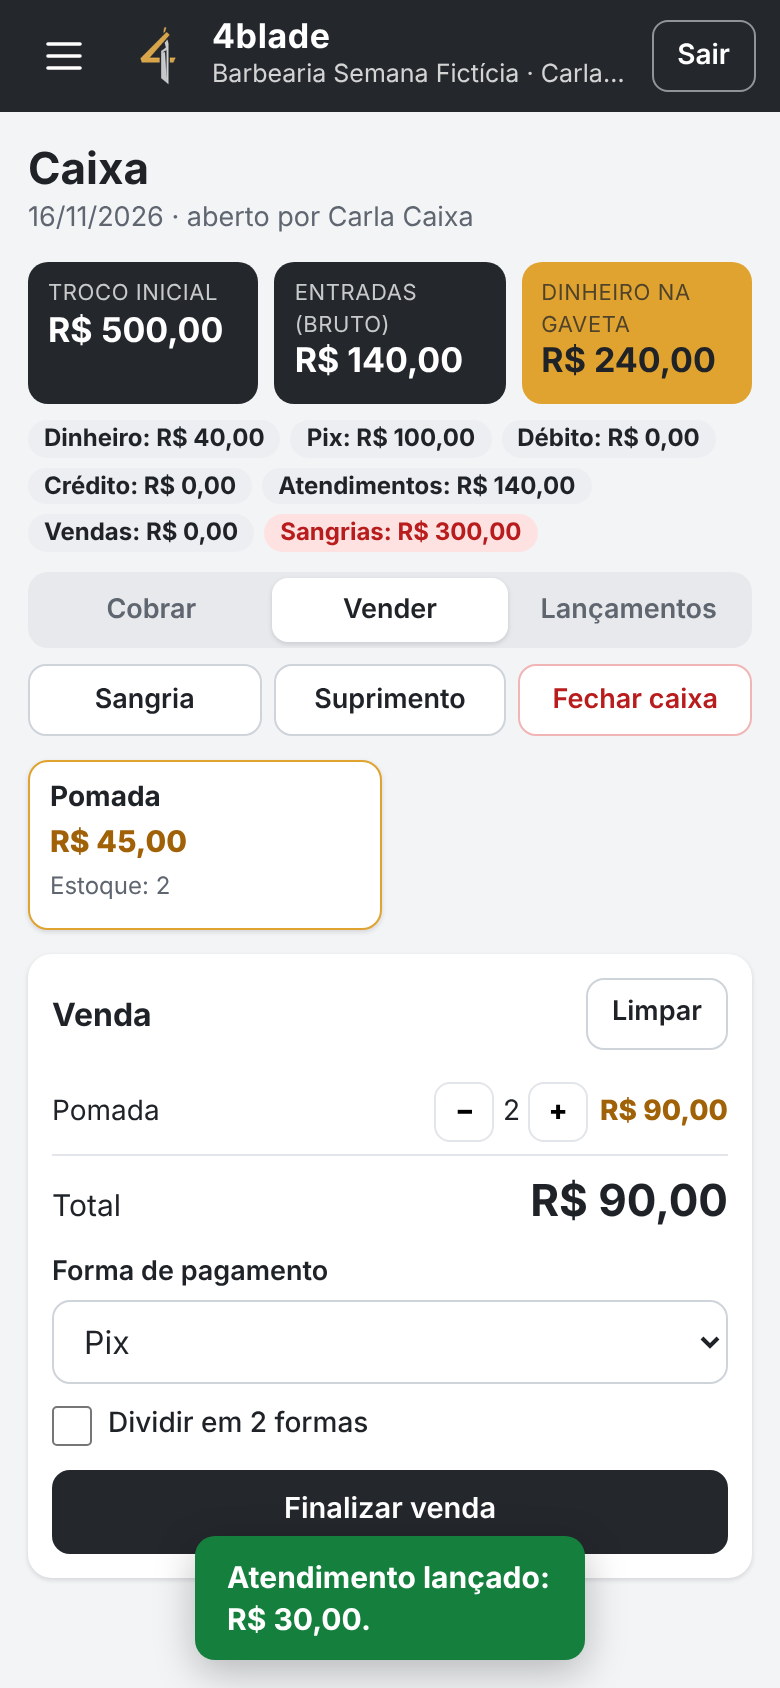 4blade
Barbearia Semana Fictícia · Carla...
Sair
Caixa
16/11/2026 · aberto por Carla Caixa
TROCO INICIAL
R$ 500,00
ENTRADAS
(BRUTO)
R$ 140,00
DINHEIRO NA
GAVETA
R$ 240,00
Dinheiro: R$ 40,00
Pix: R$ 100,00
Débito: R$ 0,00
Crédito: R$ 0,00
Atendimentos: R$ 140,00
Vendas: R$ 0,00
Sangrias: R$ 300,00
Cobrar
Vender
Lançamentos
Sangria
Suprimento
Fechar caixa
Pomada
R$ 45,00
Estoque: 2
Venda
Limpar
Pomada
− 2 +
R$ 90,00
Total
R$ 90,00
Forma de pagamento
Pix
Dividir em 2 formas
Finalizar venda
Atendimento lançado:
R$ 30,00.